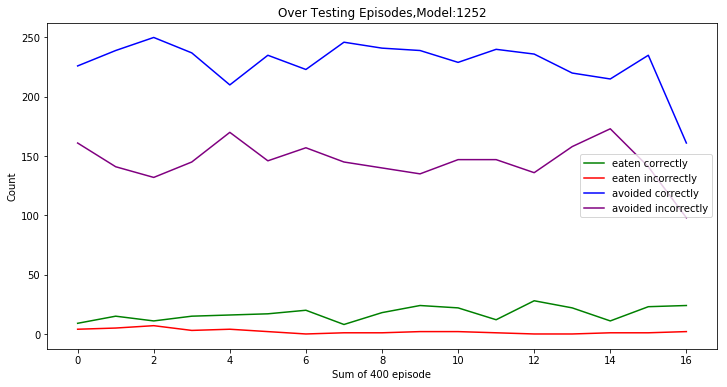 Over Testing Episodes,Model:1252
250
200
150
100
50
0
Count
eaten correctly
eaten incorrectly
avoided correctly
avoided incorrectly
0 2 4 6 8 10 12 14 16
Sum of 400 episode